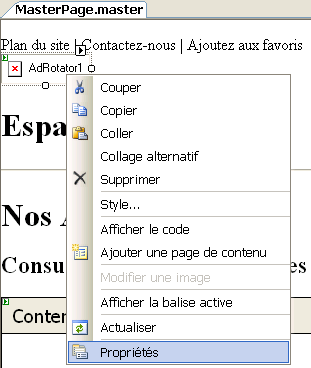 MasterPage.master
Plan du site | Contactez-nous | Ajoutez aux favoris
AdRotator1
Couper
Copier
Coller
Collage alternatif
Supprimer
Style...
Afficher le code
Ajouter une page de contenu
Modifier une image
Afficher la balise active
Actualiser
Propriétés
Espa
Nos
Consu es
Conten